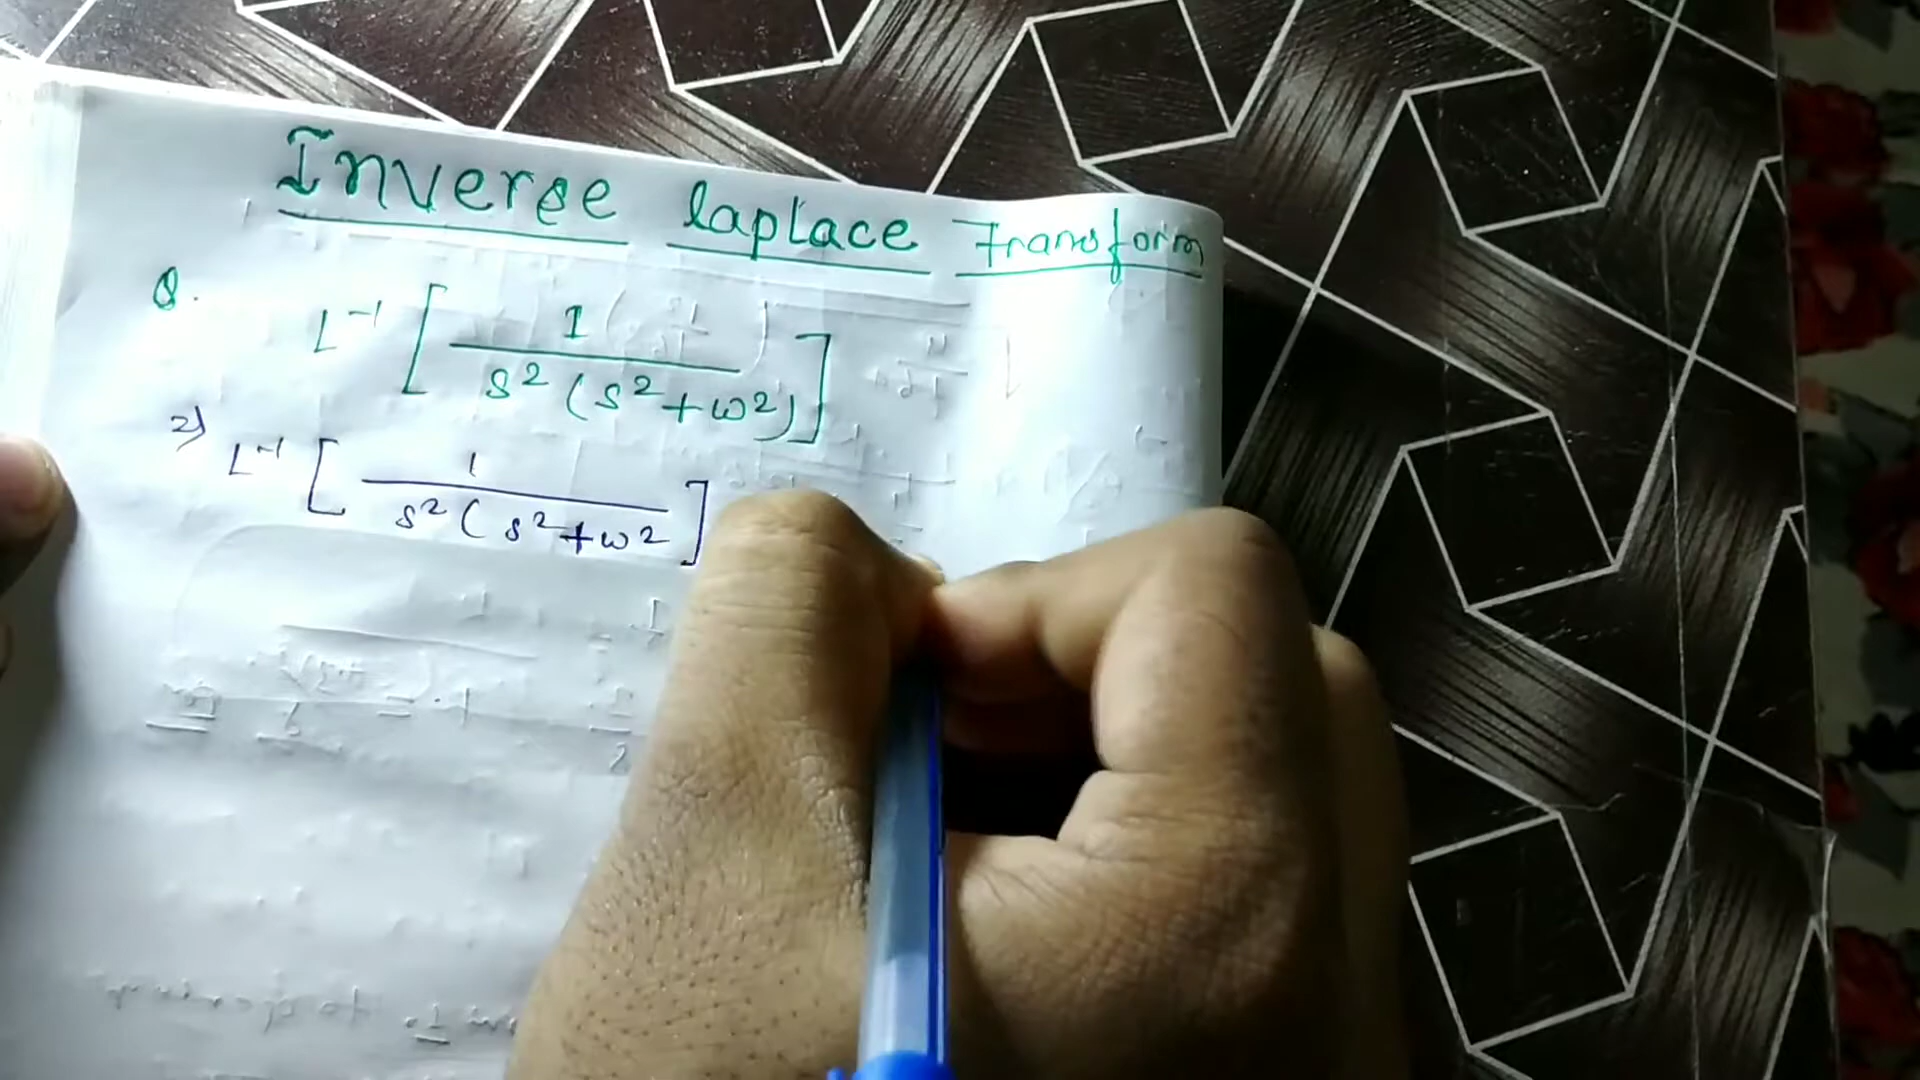 Inverse laplace Transform
Q. L⁻¹ [ 1 / s² (s²+ω²) ]
2) L⁻¹ [ 1 / s² ( s²+ω² ]